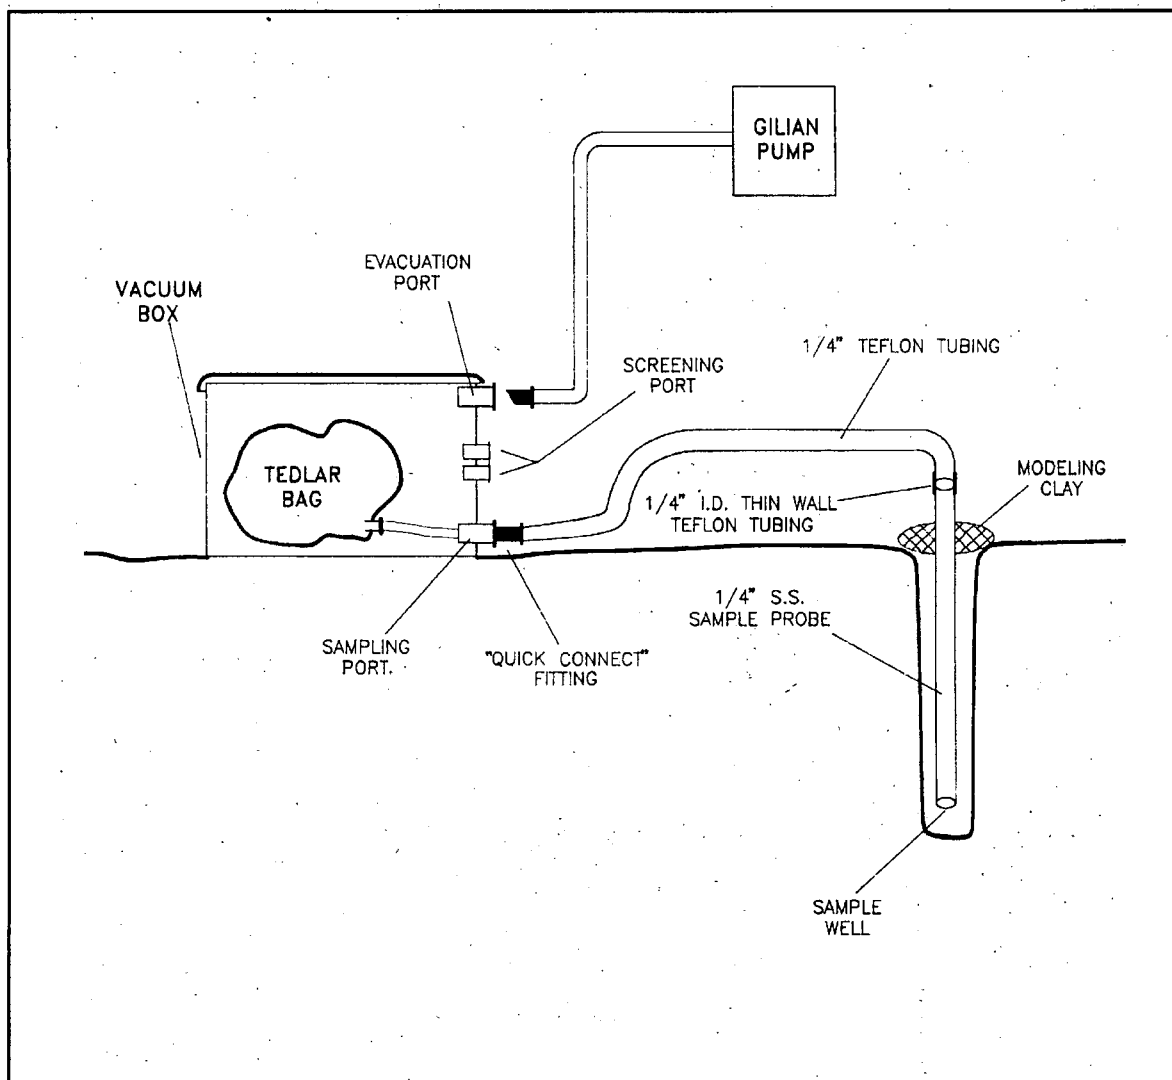 GILIAN
PUMP
EVACUATION
PORT
VACUUM
BOX
1/4" TEFLON TUBING
SCREENING
PORT
TEDLAR
BAG
MODELING
CLAY
1/4" I.D. THIN WALL
TEFLON TUBING
1/4" S.S.
SAMPLE PROBE
SAMPLING
PORT.
"QUICK CONNECT"
FITTING
SAMPLE
WELL